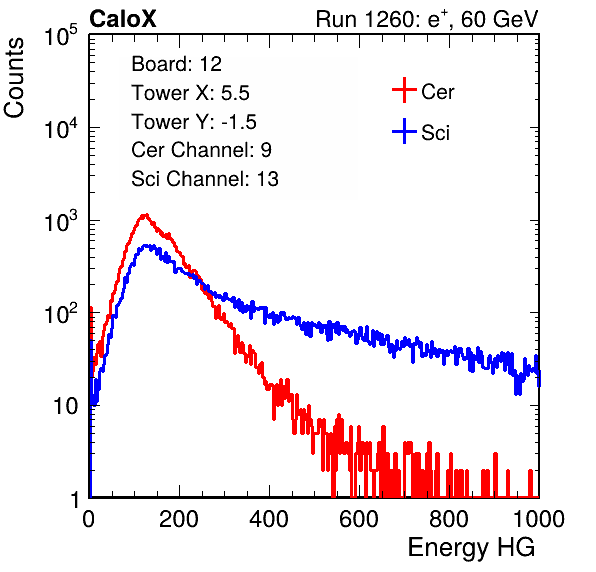 CaloX Run 1260: e⁺, 60 GeV
Counts
Board: 12
Tower X: 5.5
Tower Y: -1.5
Cer Channel: 9
Sci Channel: 13
Cer
Sci
10⁵
10⁴
10³
10²
10
1
0 200 400 600 800 1000
Energy HG